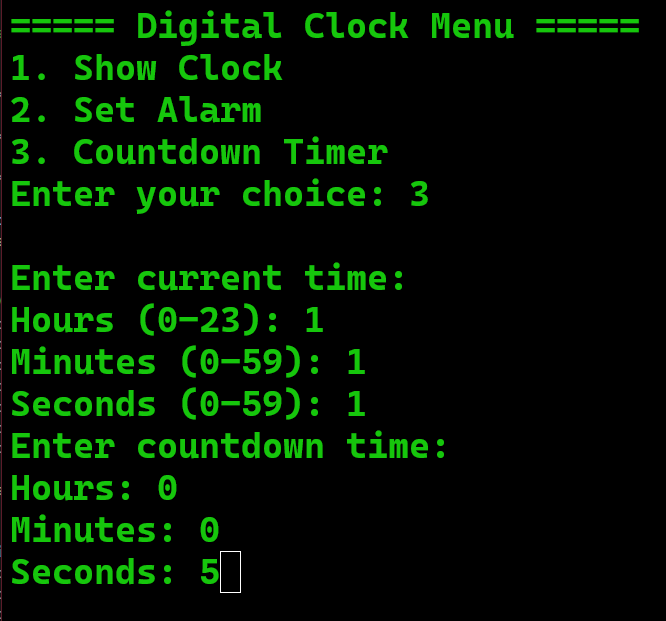 ===== Digital Clock Menu =====
1. Show Clock
2. Set Alarm
3. Countdown Timer
Enter your choice: 3
Enter current time:
Hours (0-23): 1
Minutes (0-59): 1
Seconds (0-59): 1
Enter countdown time:
Hours: 0
Minutes: 0
Seconds: 5